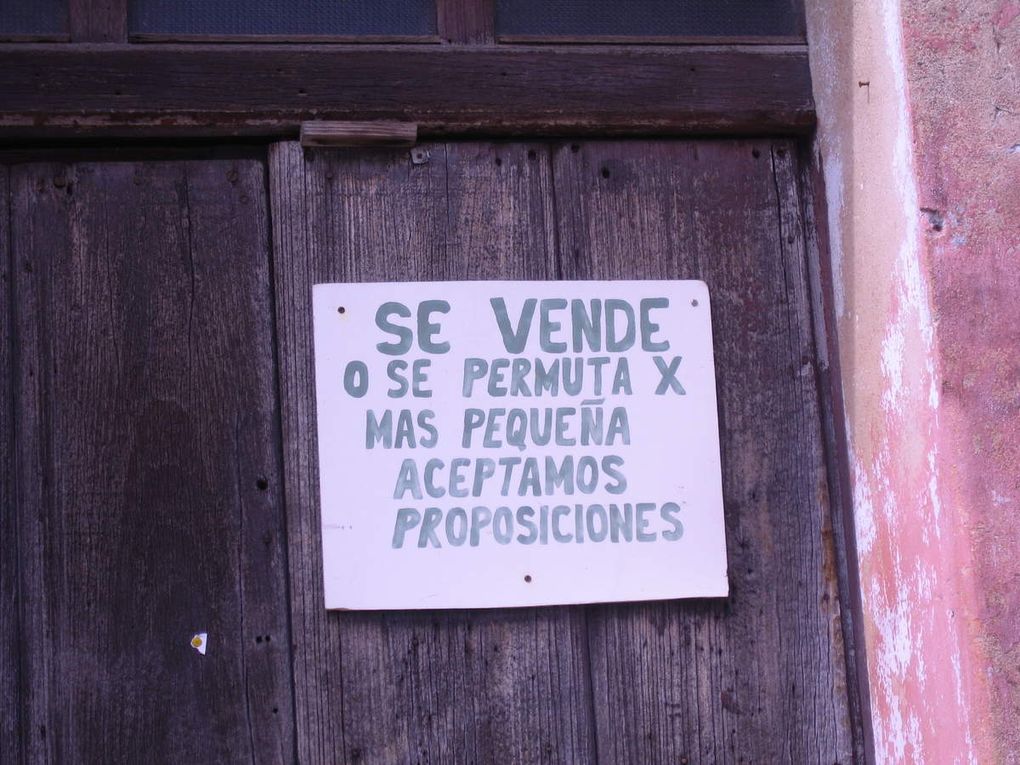 SE VENDE
O SE PERMUTA X
MAS PEQUEÑA
ACEPTAMOS
PROPOSICIONES